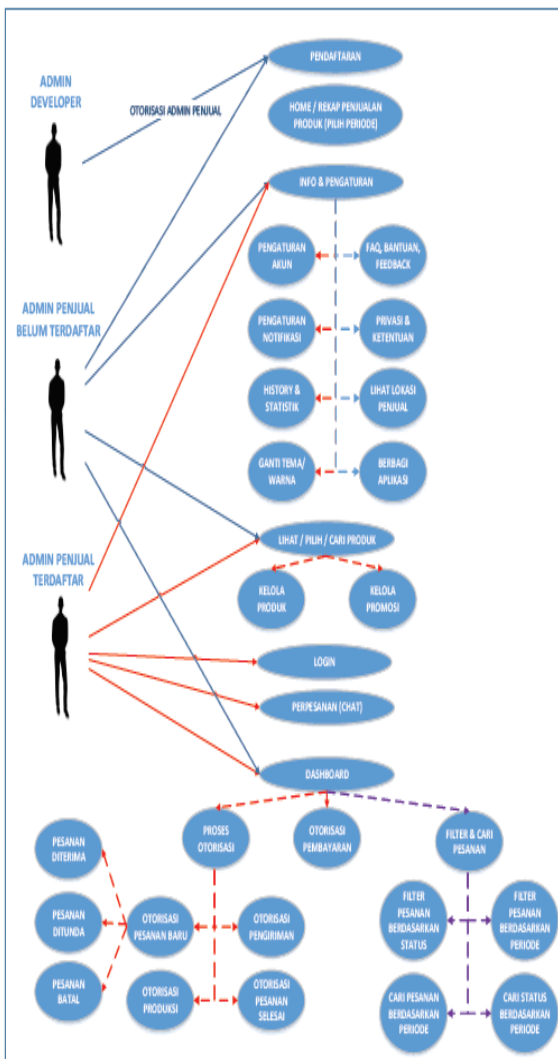 PENDAFTARAN
ADMIN
DEVELOPER
OTORISASI ADMIN PENJUAL
HOME / REKAP PENJUALAN
PRODUK (PILIH PERIODE)
INFO & PENGATURAN
PENGATURAN
AKUN
FAQ, BANTUAN,
FEEDBACK
ADMIN PENJUAL
BELUM TERDAFTAR
PENGATURAN
NOTIFIKASI
PRIVASI &
KETENTUAN
HISTORY &
STATISTIK
LIHAT LOKASI
PENJUAL
GANTI TEMA/
WARNA
BERBAGI
APLIKASI
LIHAT / PILIH / CARI PRODUK
ADMIN PENJUAL
TERDAFTAR
KELOLA
PRODUK
KELOLA
PROMOSI
LOGIN
PERPESANAN (CHAT)
DASHBOARD
PROSES
OTORISASI
OTORISASI
PEMBAYARAN
FILTER & CARI
PESANAN
PESANAN
DITERIMA
PESANAN
DITUNDA
PESANAN
BATAL
OTORISASI
PESANAN BARU
OTORISASI
PENGIRIMAN
OTORISASI
PRODUKSI
OTORISASI
PESANAN
SELESAI
FILTER
PESANAN
BERDASARKAN
STATUS
FILTER
PESANAN
BERDASARKAN
PERIODE
CARI PESANAN
BERDASARKAN
PERIODE
CARI STATUS
BERDASARKAN
PERIODE